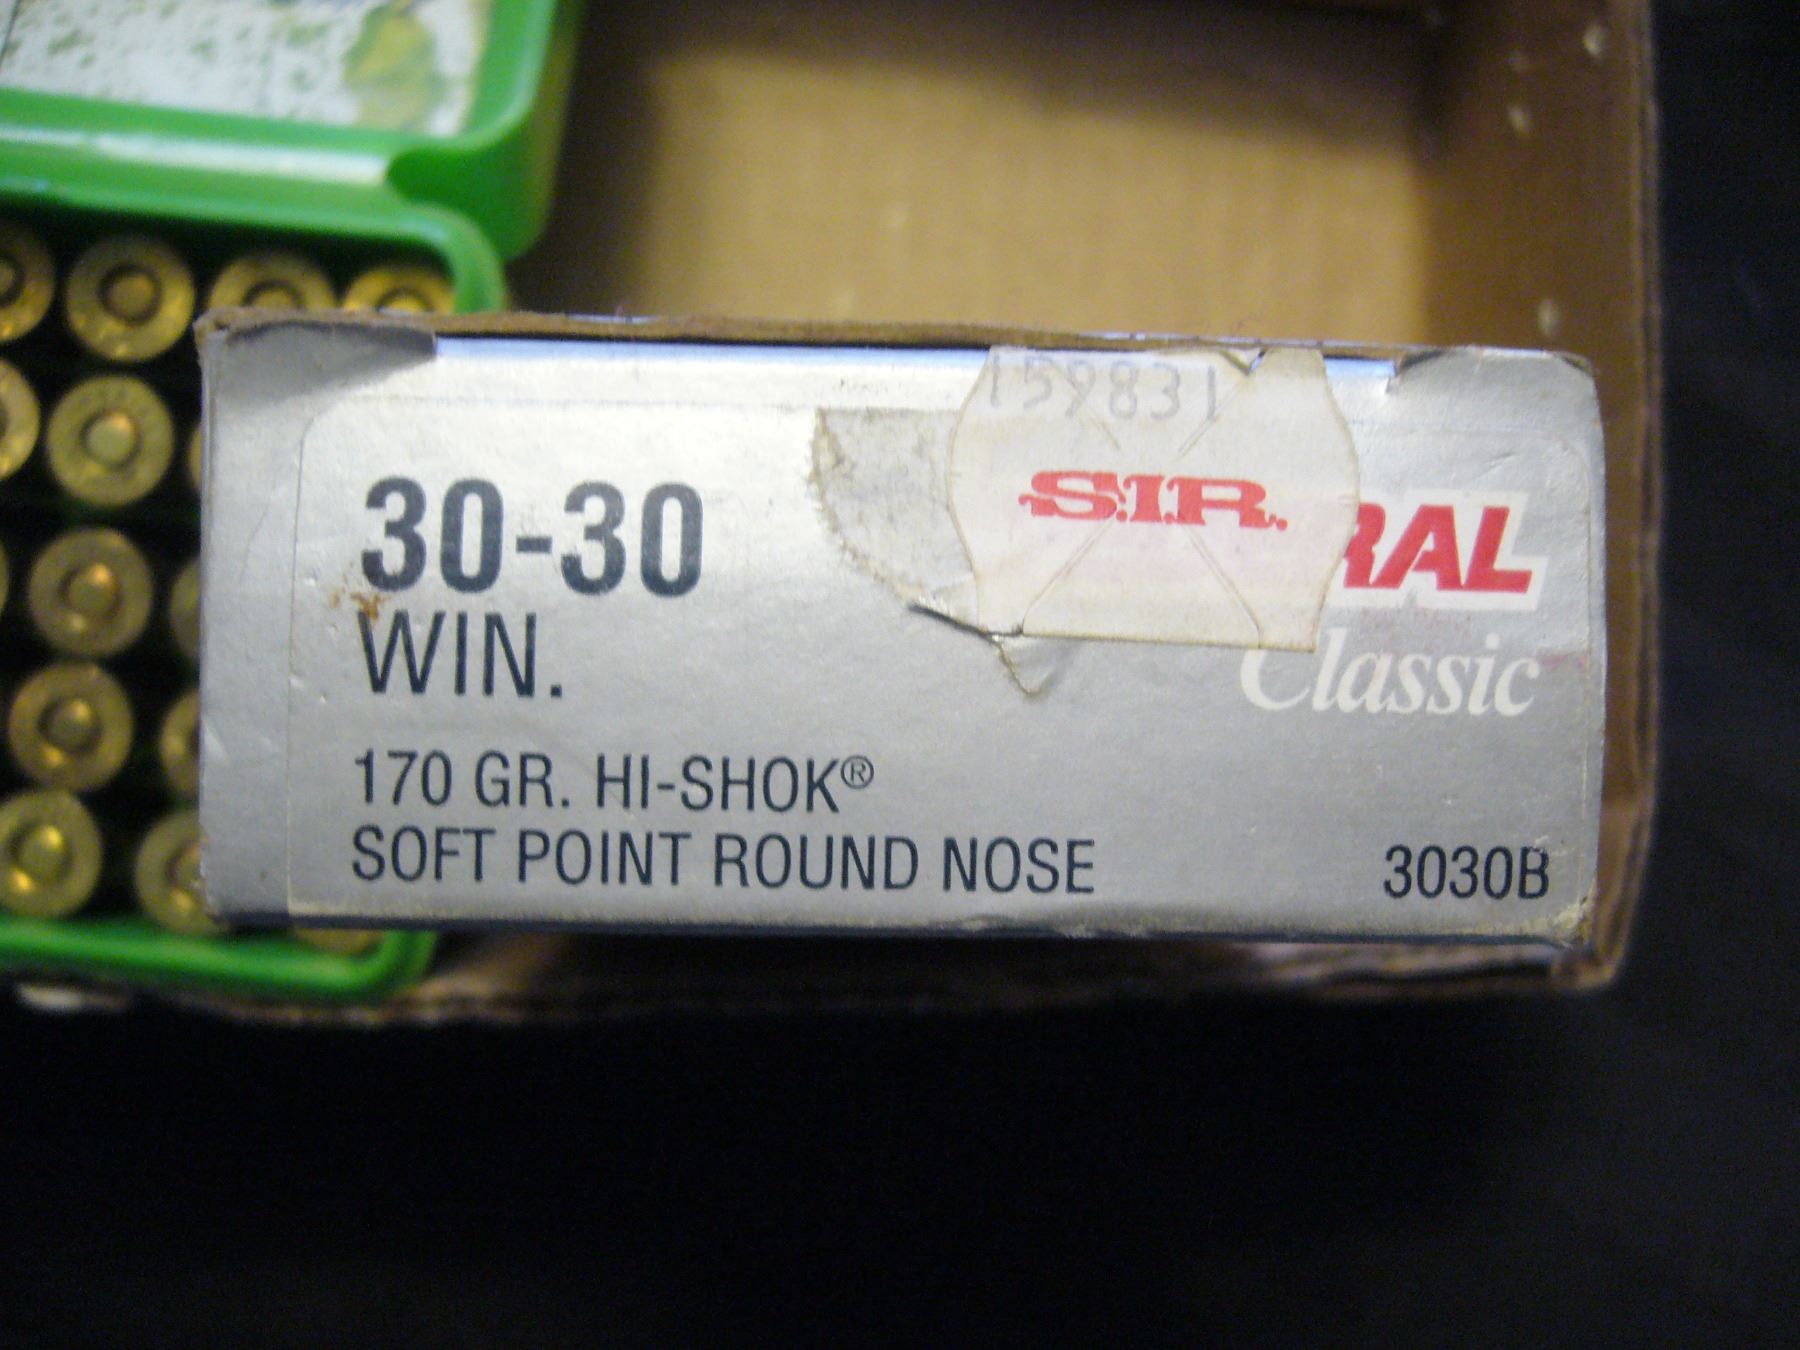 159831
S.I.R.
RAL
Classic
30-30
WIN.
170 GR. HI-SHOK®
SOFT POINT ROUND NOSE
3030B